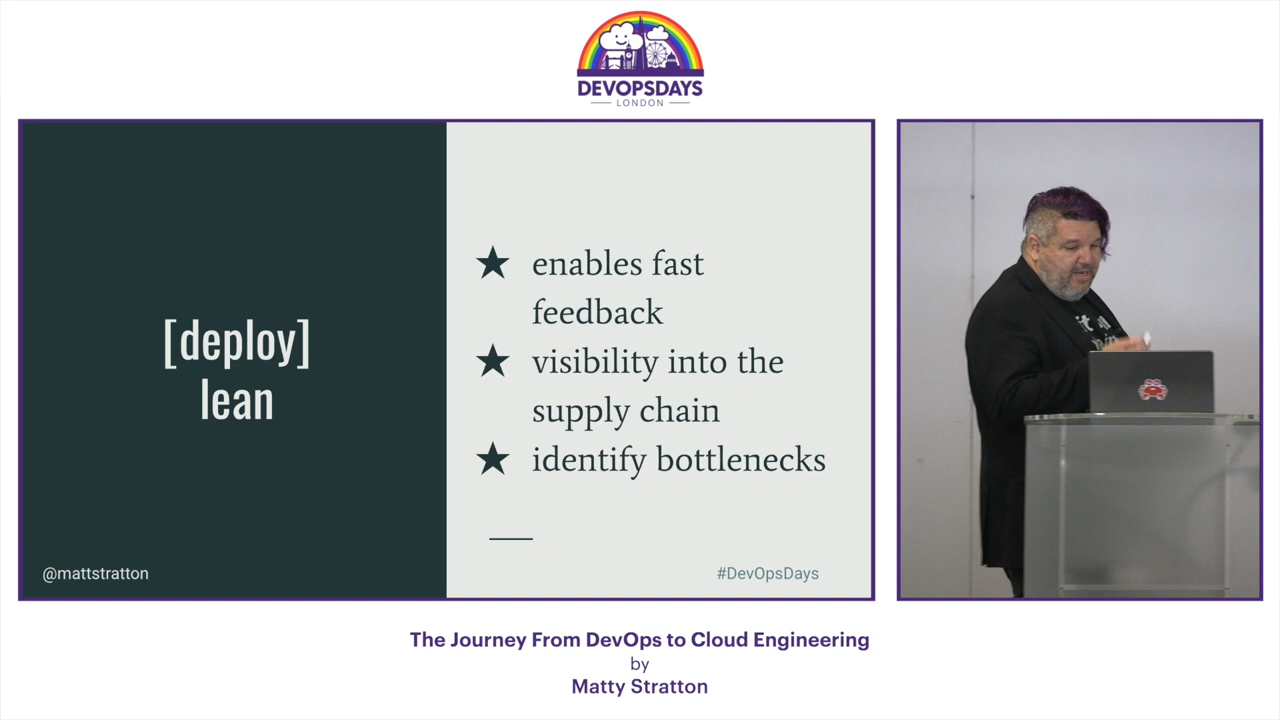 DEVOPSDAYS
LONDON
[deploy]
lean
★ enables fast
feedback
★ visibility into the
supply chain
★ identify bottlenecks
@mattstratton
#DevOpsDays
The Journey From DevOps to Cloud Engineering
by
Matty Stratton